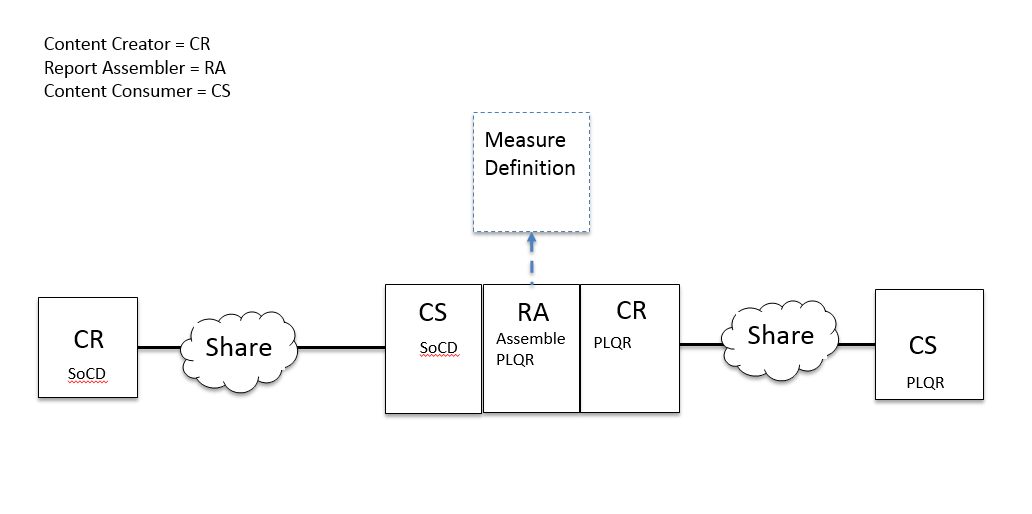 Content Creator = CR
Report Assembler = RA
Content Consumer = CS
Measure
Definition
CR
SoCD
Share
CS
SoCD
RA
Assemble
PLQR
CR
PLQR
Share
CS
PLQR